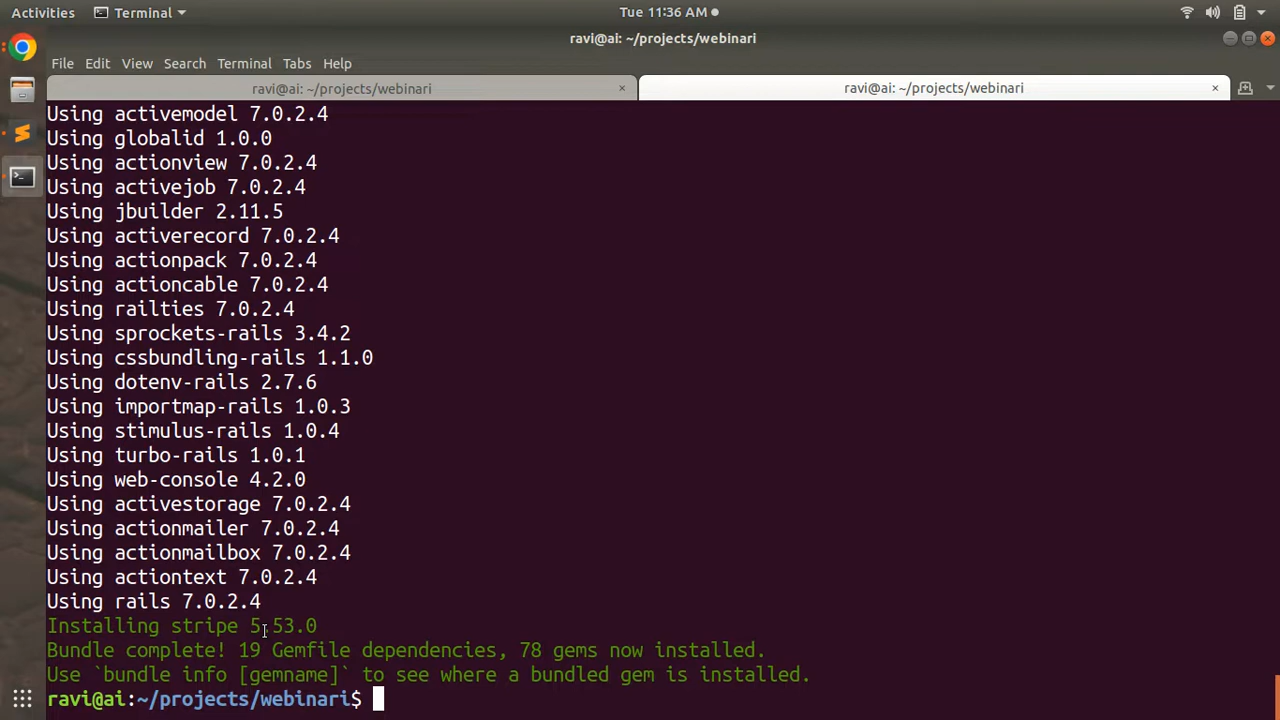 Activities Terminal Tue 11:36 AM
ravi@ai: ~/projects/webinari
File Edit View Search Terminal Tabs Help
ravi@ai: ~/projects/webinari × ravi@ai: ~/projects/webinari ×
Using activemodel 7.0.2.4
Using globalid 1.0.0
Using actionview 7.0.2.4
Using activejob 7.0.2.4
Using jbuilder 2.11.5
Using activerecord 7.0.2.4
Using actionpack 7.0.2.4
Using actioncable 7.0.2.4
Using railties 7.0.2.4
Using sprockets-rails 3.4.2
Using cssbundling-rails 1.1.0
Using dotenv-rails 2.7.6
Using importmap-rails 1.0.3
Using stimulus-rails 1.0.4
Using turbo-rails 1.0.1
Using web-console 4.2.0
Using activestorage 7.0.2.4
Using actionmailer 7.0.2.4
Using actionmailbox 7.0.2.4
Using actiontext 7.0.2.4
Using rails 7.0.2.4
Installing stripe 5.53.0
Bundle complete! 19 Gemfile dependencies, 78 gems now installed.
Use `bundle info [gemname]` to see where a bundled gem is installed.
ravi@ai:~/projects/webinari$